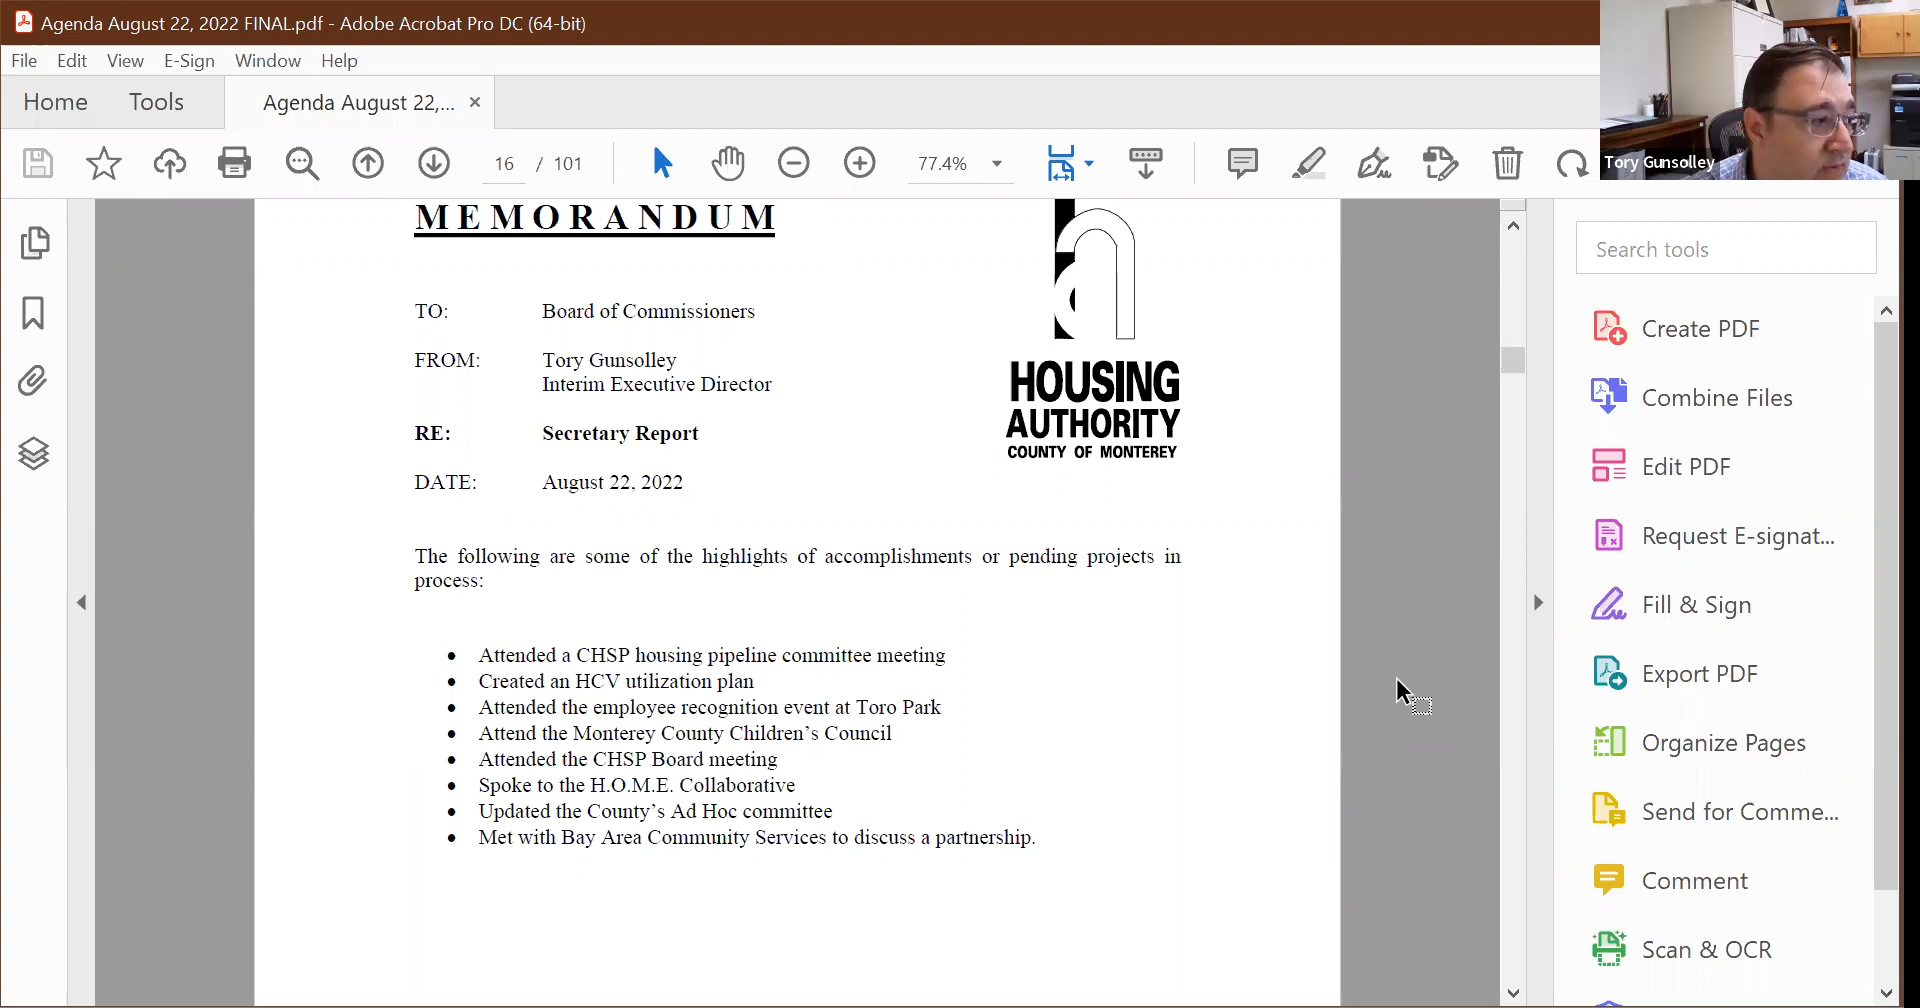 Agenda August 22, 2022 FINAL.pdf - Adobe Acrobat Pro DC (64-bit)
File Edit View E-Sign Window Help
Home Tools Agenda August 22,... ×
16 / 101 77.4%
Tory Gunsolley
MEMORANDUM
TO: Board of Commissioners
FROM: Tory Gunsolley
Interim Executive Director
RE: Secretary Report
DATE: August 22, 2022
HOUSING
AUTHORITY
COUNTY OF MONTEREY
The following are some of the highlights of accomplishments or pending projects in
process:
• Attended a CHSP housing pipeline committee meeting
• Created an HCV utilization plan
• Attended the employee recognition event at Toro Park
• Attend the Monterey County Children's Council
• Attended the CHSP Board meeting
• Spoke to the H.O.M.E. Collaborative
• Updated the County's Ad Hoc committee
• Met with Bay Area Community Services to discuss a partnership.
Search tools
Create PDF
Combine Files
Edit PDF
Request E-signat...
Fill & Sign
Export PDF
Organize Pages
Send for Comme...
Comment
Scan & OCR